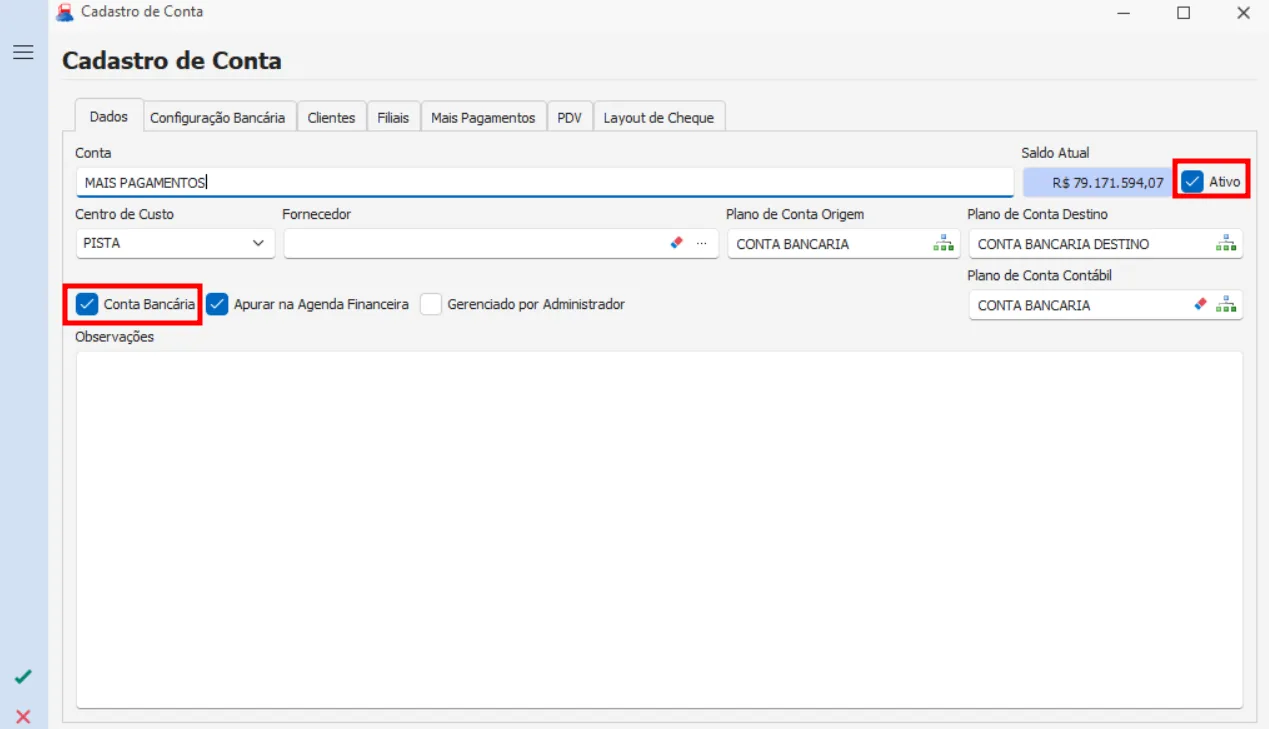 Cadastro de Conta
Cadastro de Conta
Dados Configuração Bancária Clientes Filiais Mais Pagamentos PDV Layout de Cheque
Conta Saldo Atual
MAIS PAGAMENTOS R$ 79.171.594,07 Ativo
Centro de Custo Fornecedor Plano de Conta Origem Plano de Conta Destino
PISTA ... CONTA BANCARIA CONTA BANCARIA DESTINO
Plano de Conta Contábil
Conta Bancária Apurar na Agenda Financeira Gerenciado por Administrador CONTA BANCARIA
Observações